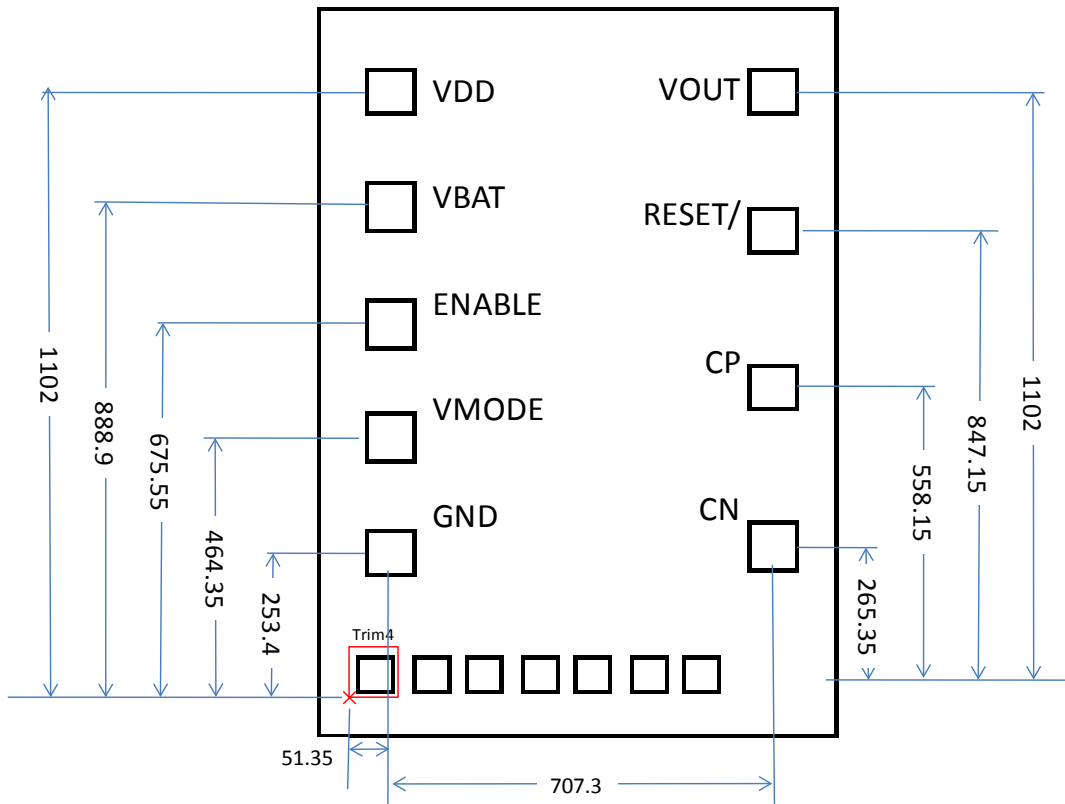 VDD
VOUT
VBAT
RESET/
ENABLE
CP
VMODE
GND
CN
Trim4
1102
888.9
675.55
464.35
253.4
265.35
558.15
847.15
1102
51.35
707.3